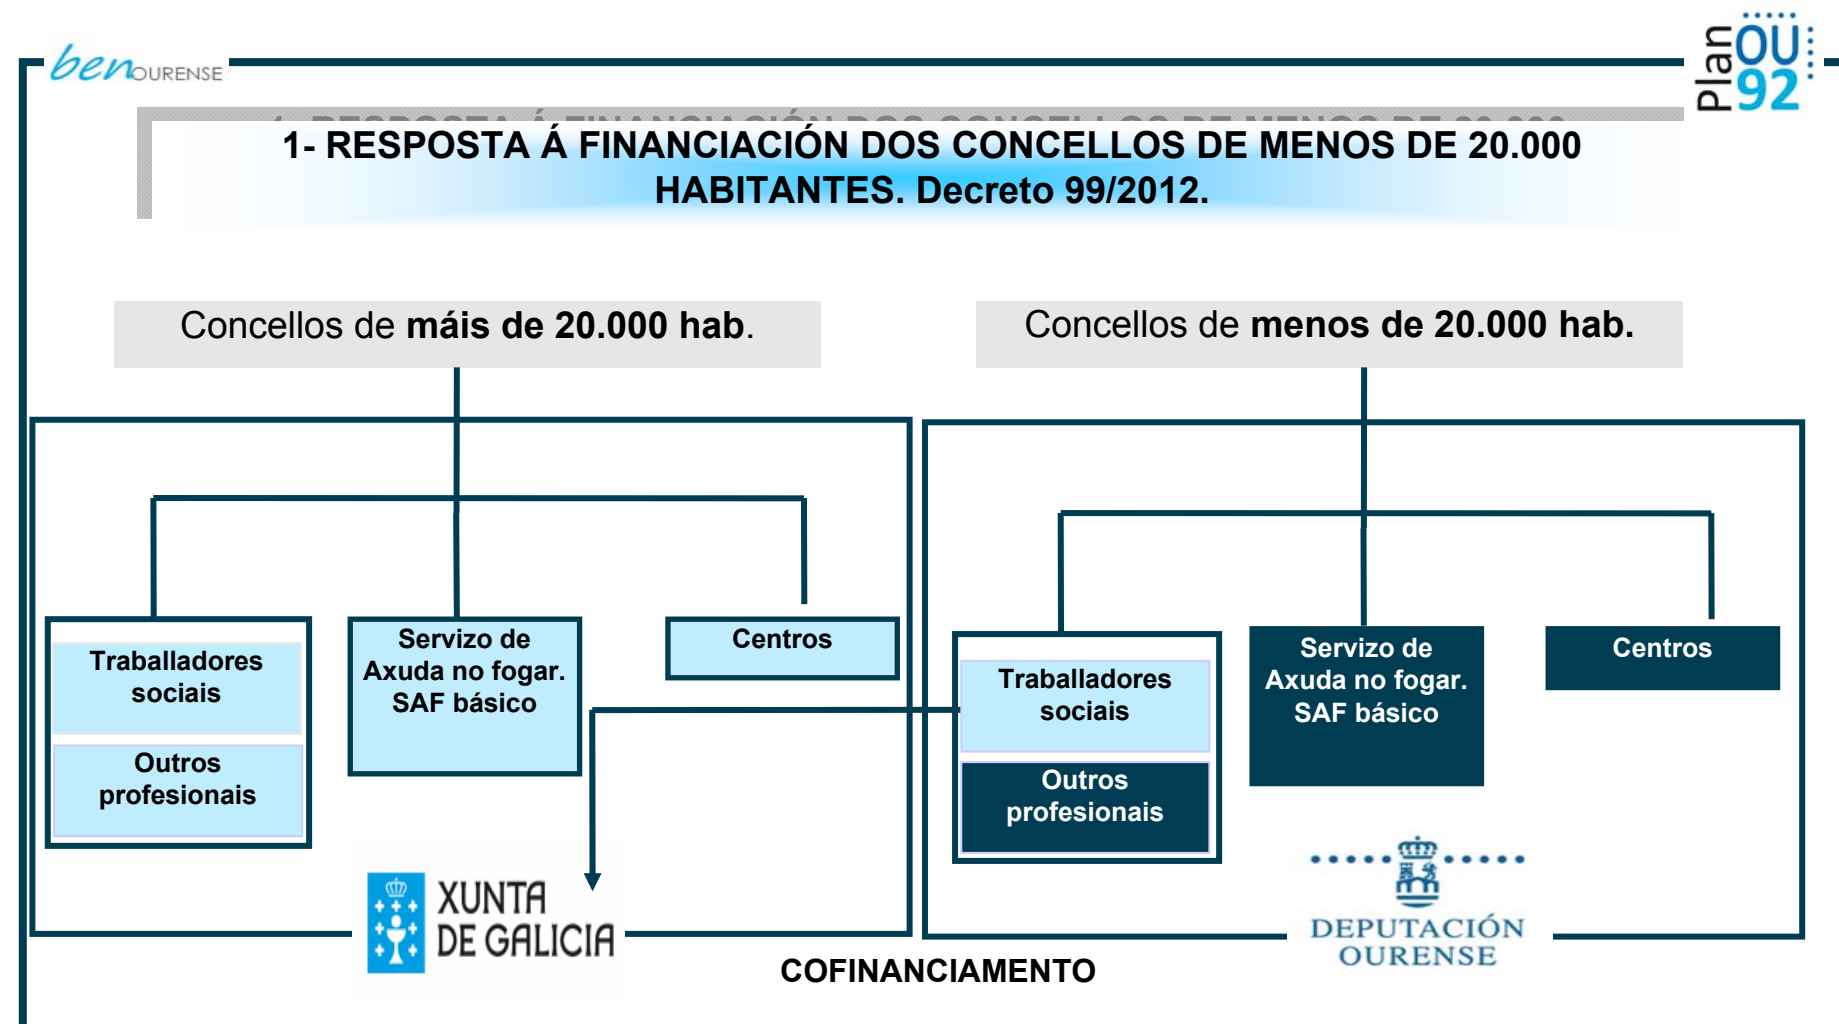 benOURENSE
Plan
OU
92
1- RESPOSTA Á FINANCIACIÓN DOS CONCELLOS DE MENOS DE 20.000
HABITANTES. Decreto 99/2012.
Concellos de máis de 20.000 hab.
Concellos de menos de 20.000 hab.
Traballadores
sociais
Outros
profesionais
Servizo de
Axuda no fogar.
SAF básico
Centros
Traballadores
sociais
Outros
profesionais
Servizo de
Axuda no fogar.
SAF básico
Centros
XUNTA
DE GALICIA
DEPUTACIÓN
OURENSE
COFINANCIAMENTO